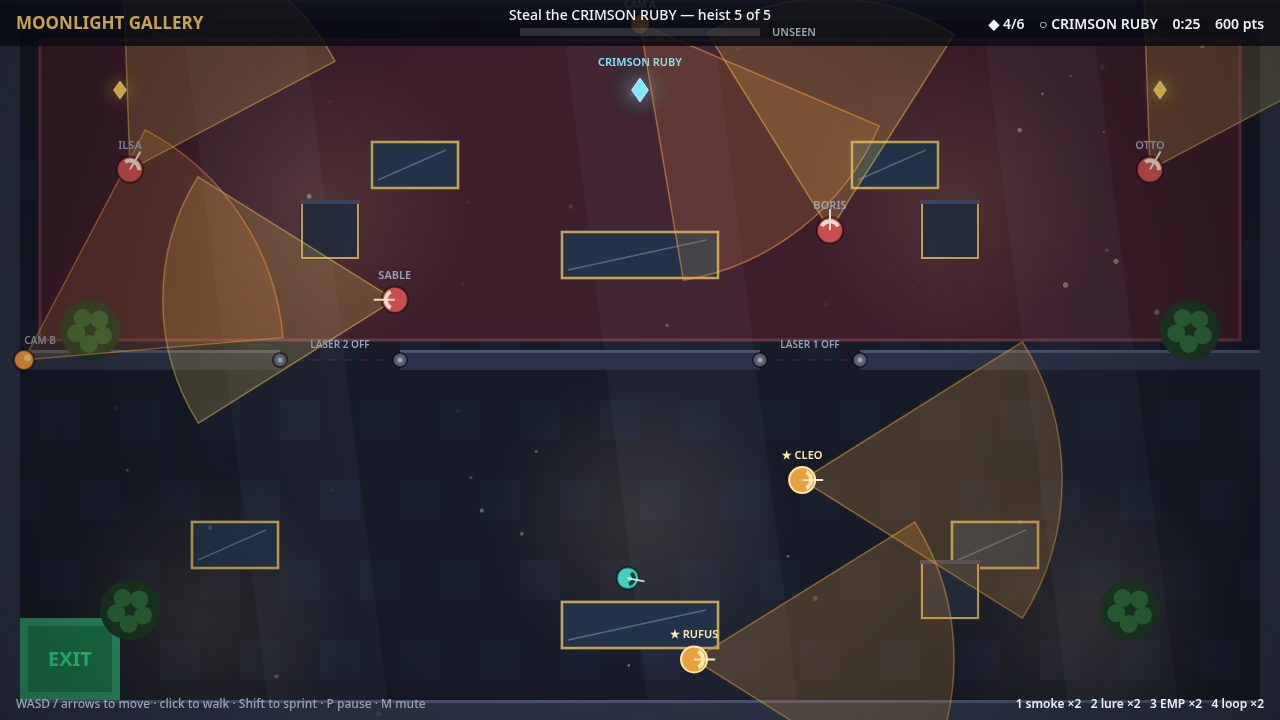 MOONLIGHT GALLERY
Steal the CRIMSON RUBY — heist 5 of 5
UNSEEN
◆ 4/6 ○ CRIMSON RUBY 0:25 600 pts
CAM A
CRIMSON RUBY
ILSA
OTTO
BORIS
SABLE
CAM B
LASER 2 OFF
LASER 1 OFF
★ CLEO
★ RUFUS
EXIT
WASD / arrows to move · click to walk · Shift to sprint · P pause · M mute
1 smoke ×2 2 lure ×2 3 EMP ×2 4 loop ×2